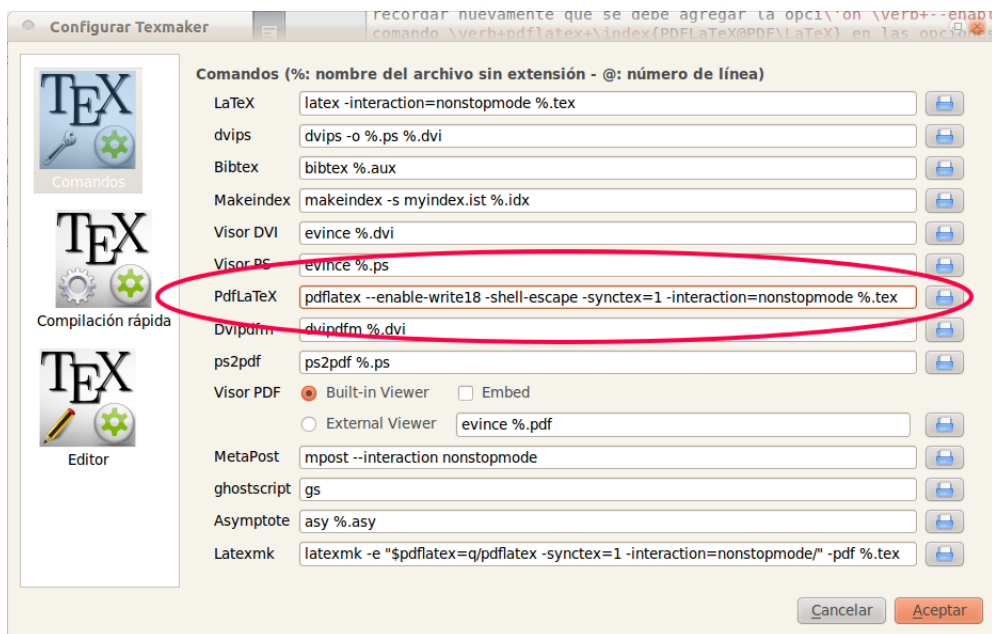 recordar nuevamente que se debe agregar la opci\'on \verb+--enabl
Configurar Texmaker
comando \verb+pdflatex+\index{PDFLaTeX@PDF\LaTeX} en las opciones
Comandos (%: nombre del archivo sin extensión - @: número de línea)
TEX
Comandos
TEX
Compilación rápida
TEX
Editor
LaTeX latex -interaction=nonstopmode %.tex
dvips dvips -o %.ps %.dvi
Bibtex bibtex %.aux
Makeindex makeindex -s myindex.ist %.idx
Visor DVI evince %.dvi
Visor PS evince %.ps
PdfLaTeX pdflatex --enable-write18 -shell-escape -synctex=1 -interaction=nonstopmode %.tex
Dvipdfm dvipdfm %.dvi
ps2pdf ps2pdf %.ps
Visor PDF Built-in Viewer Embed
External Viewer evince %.pdf
MetaPost mpost --interaction nonstopmode
ghostscript gs
Asymptote asy %.asy
Latexmk latexmk -e "$pdflatex=q/pdflatex -synctex=1 -interaction=nonstopmode/" -pdf %.tex
Cancelar Aceptar